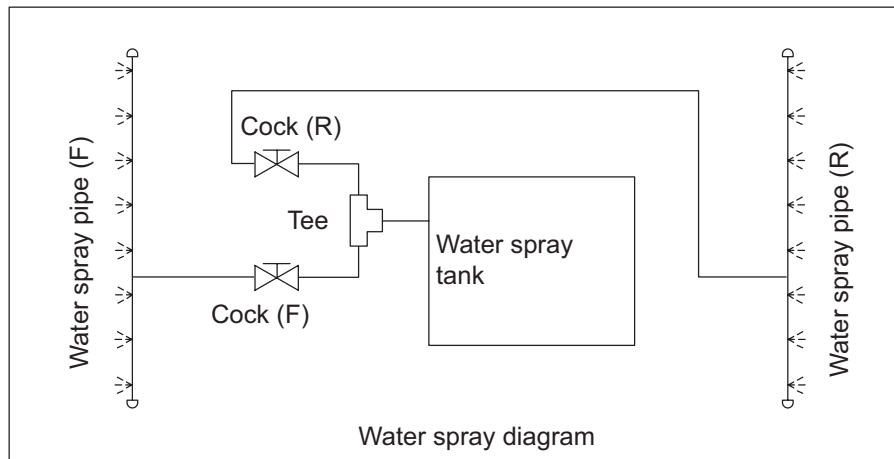 Water spray pipe (F)
Cock (R)
Tee
Water spray
tank
Cock (F)
Water spray pipe (R)
Water spray diagram